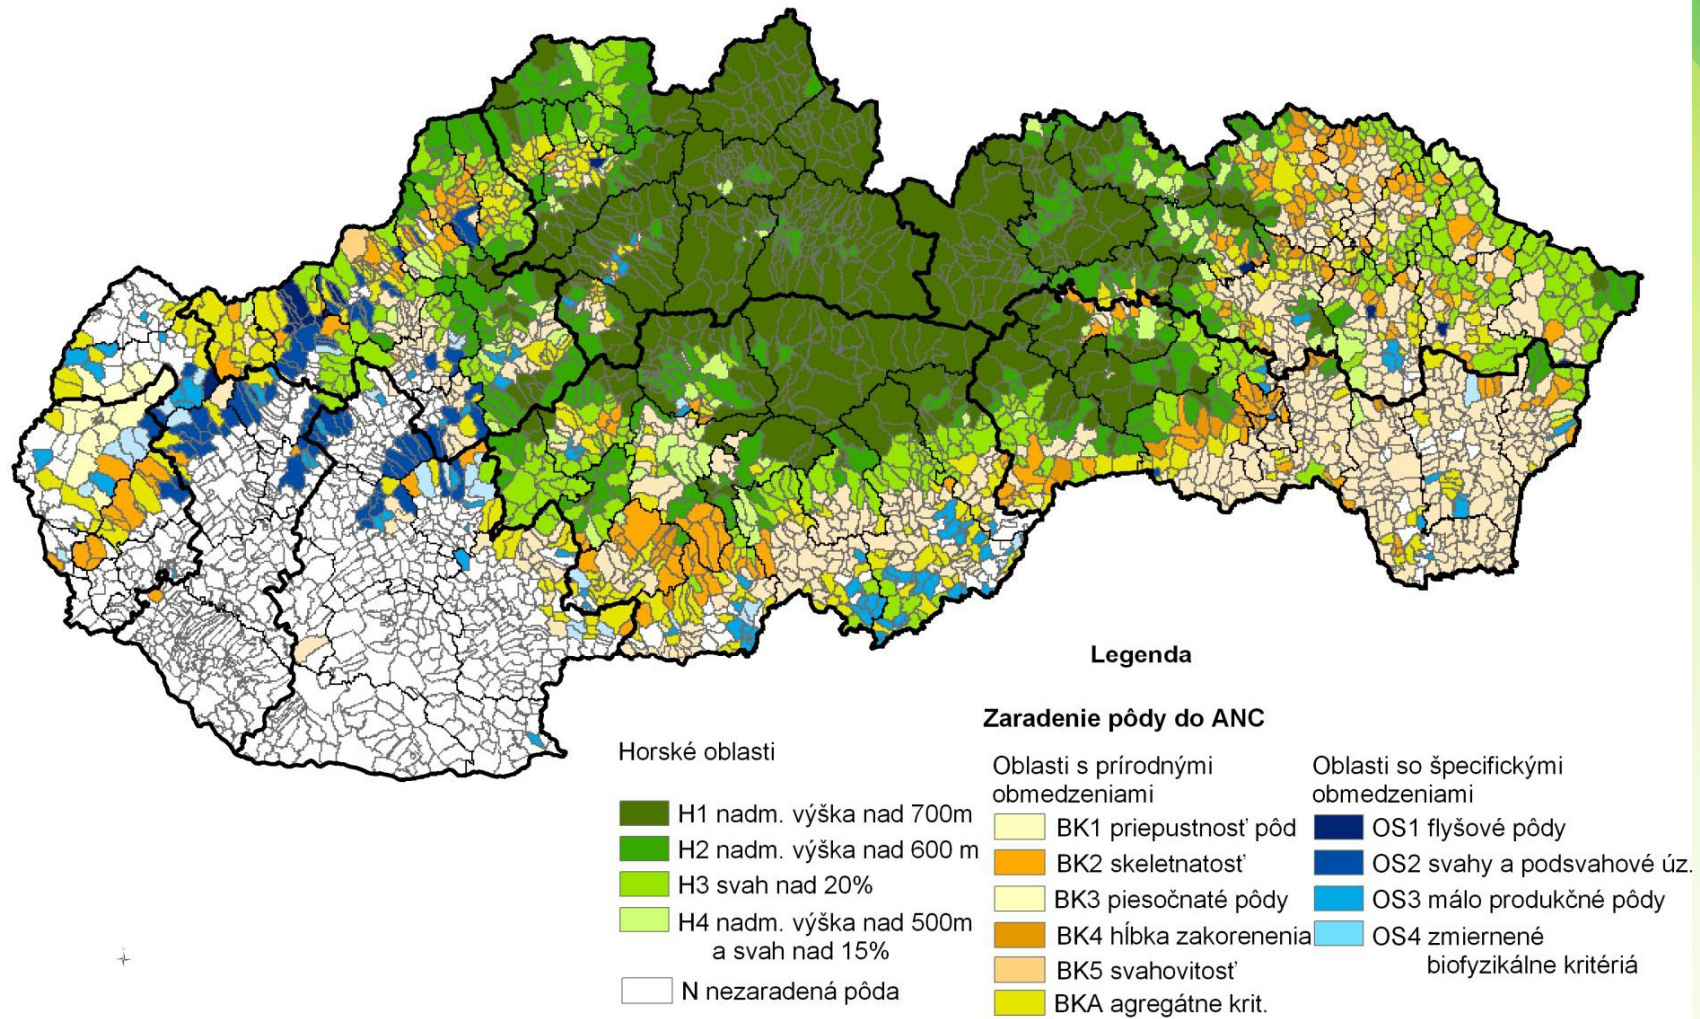 Legenda
Zaradenie pôdy do ANC
Horské oblasti
H1 nadm. výška nad 700m
H2 nadm. výška nad 600 m
H3 svah nad 20%
H4 nadm. výška nad 500m
a svah nad 15%
N nezaradená pôda
Oblasti s prírodnými
obmedzeniami
BK1 priepustnosť pôd
BK2 skeletnatosť
BK3 piesočnaté pôdy
BK4 hĺbka zakorenenia
BK5 svahovitosť
BKA agregátne krit.
Oblasti so špecifickými
obmedzeniami
OS1 flyšové pôdy
OS2 svahy a podsvahové úz.
OS3 málo produkčné pôdy
OS4 zmiernené
biofyzikálne kritériá